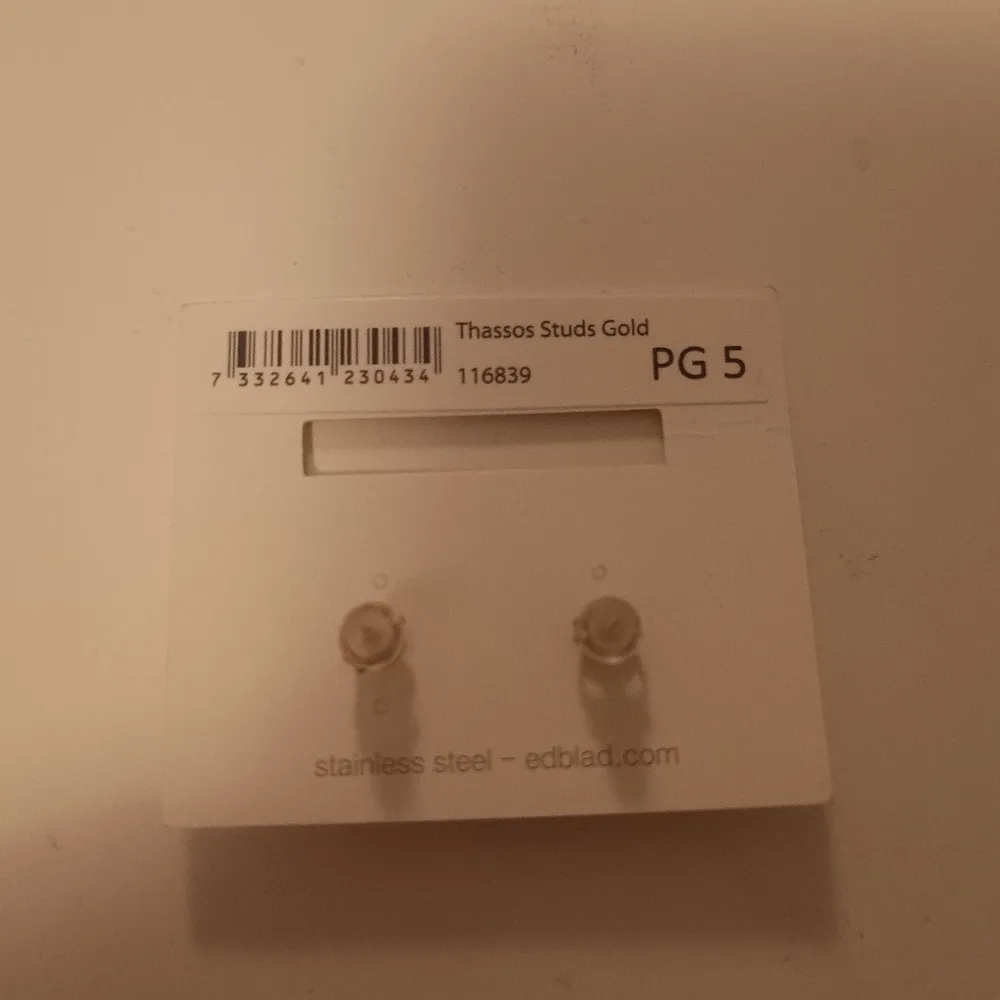 Thassos Studs Gold
PG 5
7 332641 230434
116839
stainless steel – edblad.com